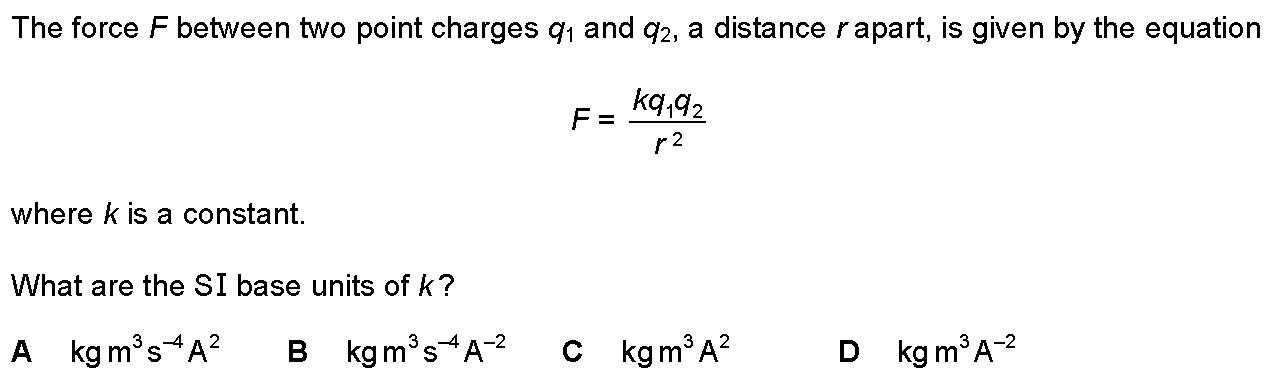 The force F between two point charges q₁ and q₂, a distance r apart, is given by the equation
F = kq₁q₂ / r²
where k is a constant.
What are the SI base units of k?
A kg m³ s⁻⁴ A² B kg m³ s⁻⁴ A⁻² C kg m³ A² D kg m³ A⁻²